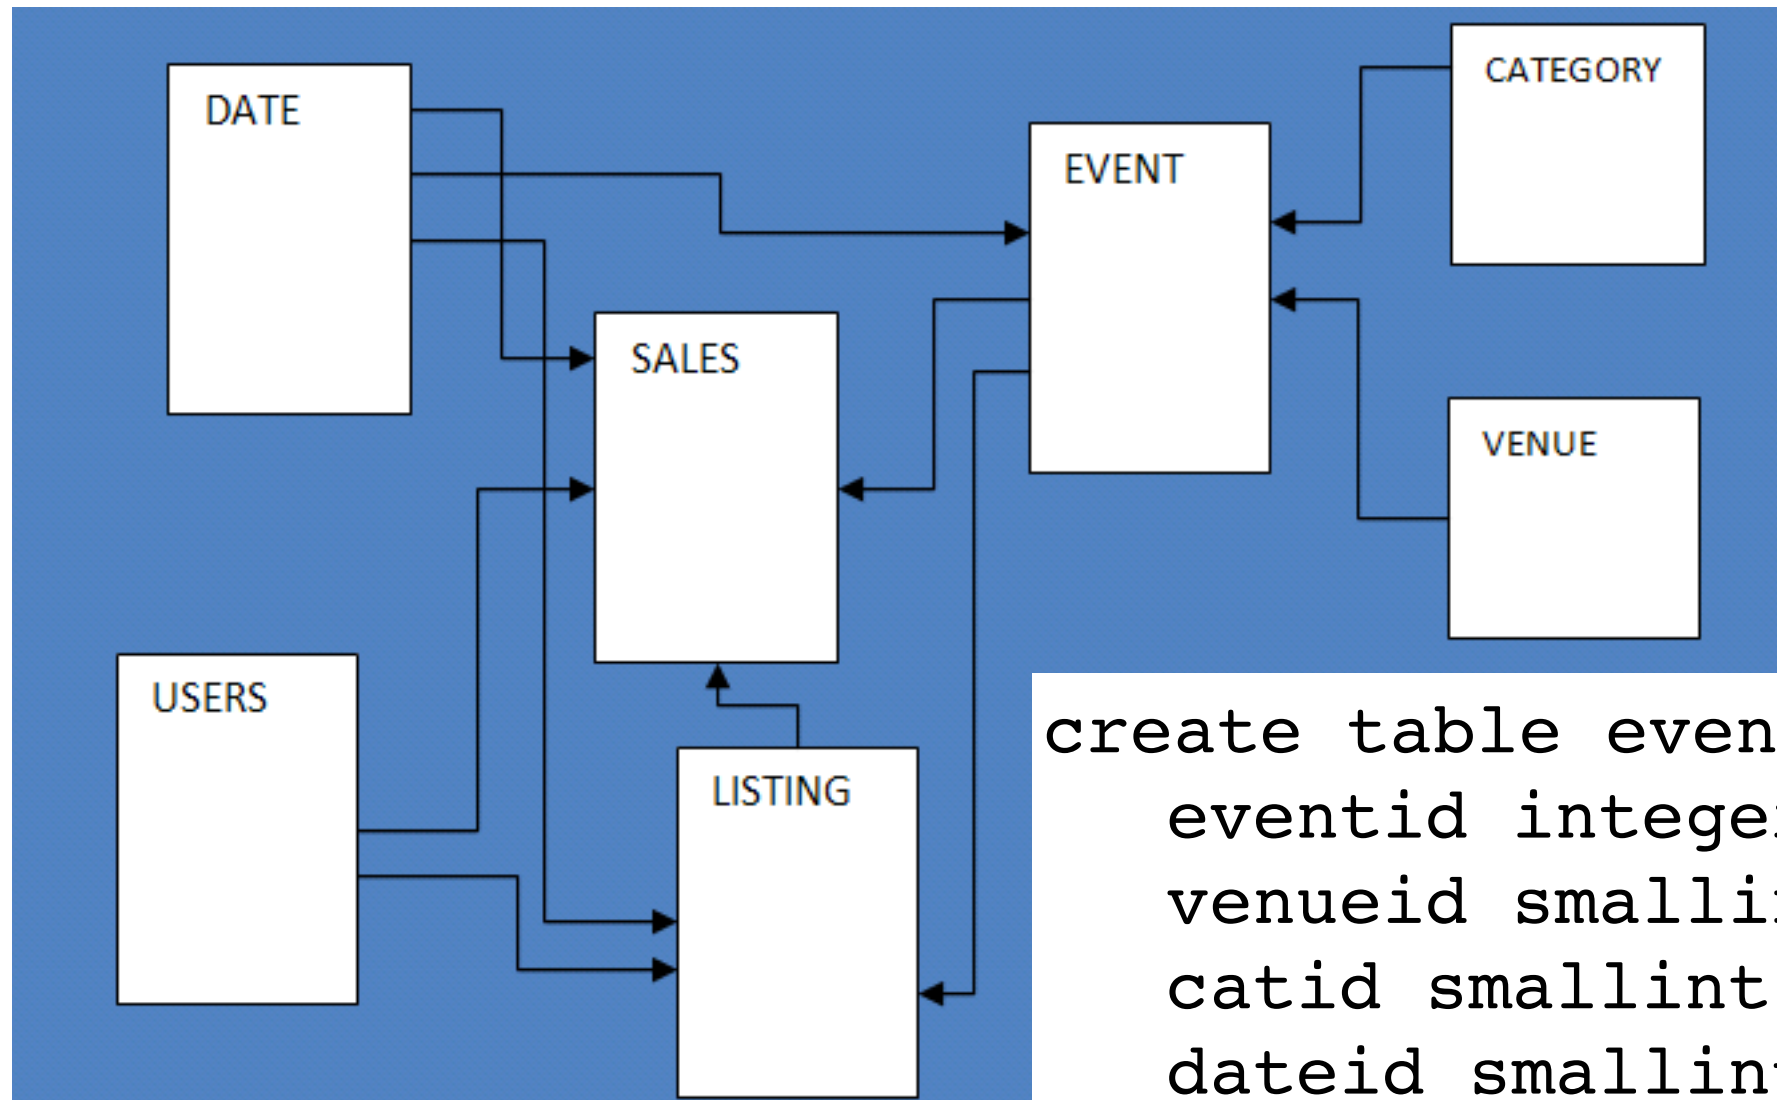 DATE
CATEGORY
EVENT
SALES
VENUE
USERS
LISTING
create table even
eventid intege
venueid smalli
catid smallint
dateid smallin